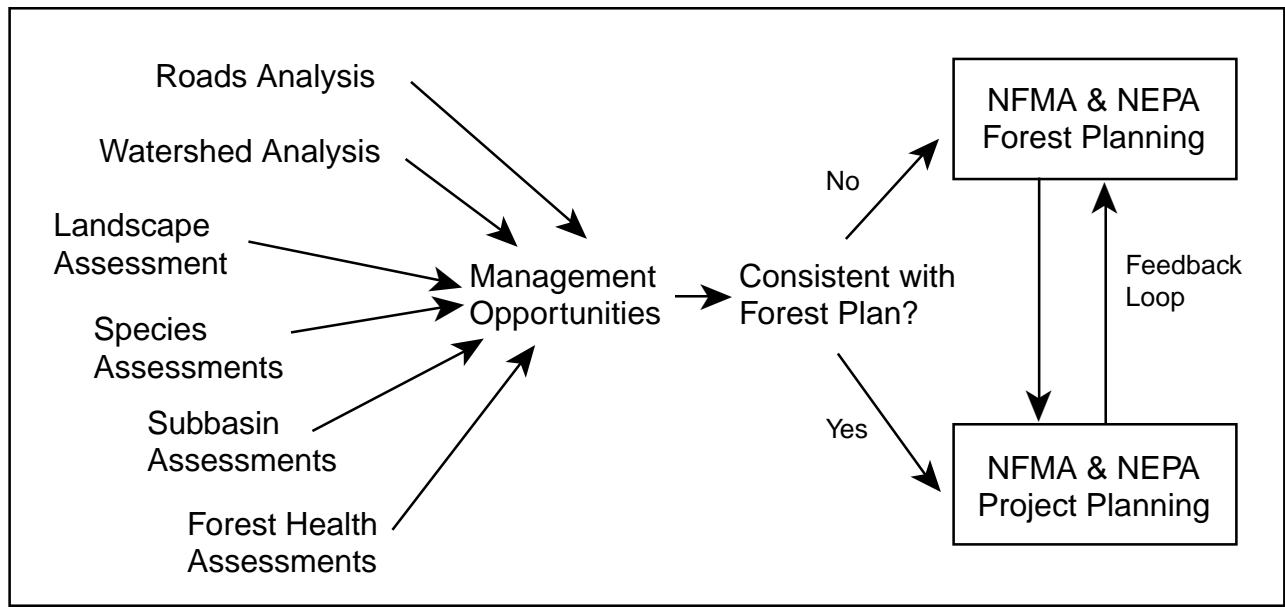 Roads Analysis
Watershed Analysis
Landscape
Assessment
Species
Assessments
Subbasin
Assessments
Forest Health
Assessments
Management
Opportunities
Consistent with
Forest Plan?
No
Yes
NFMA & NEPA
Forest Planning
Feedback
Loop
NFMA & NEPA
Project Planning